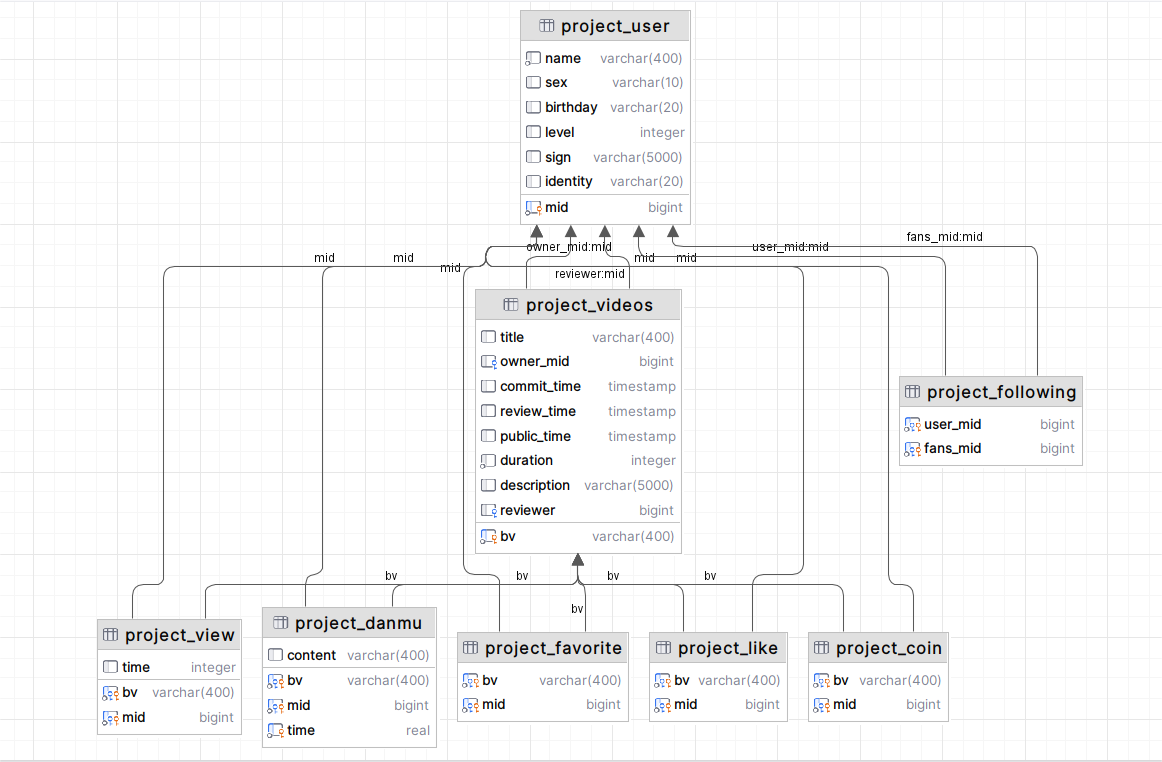 project_user
name varchar(400)
sex varchar(10)
birthday varchar(20)
level integer
sign varchar(5000)
identity varchar(20)
mid bigint
owner_mid:mid
user_mid:mid
fans_mid:mid
mid
mid
mid
mid
mid
reviewer:mid
project_videos
title varchar(400)
owner_mid bigint
commit_time timestamp
review_time timestamp
public_time timestamp
duration integer
description varchar(5000)
reviewer bigint
bv varchar(400)
project_following
user_mid bigint
fans_mid bigint
bv
bv
bv
bv
bv
project_view
time integer
bv varchar(400)
mid bigint
project_danmu
content varchar(400)
bv varchar(400)
mid bigint
time real
project_favorite
bv varchar(400)
mid bigint
project_like
bv varchar(400)
mid bigint
project_coin
bv varchar(400)
mid bigint